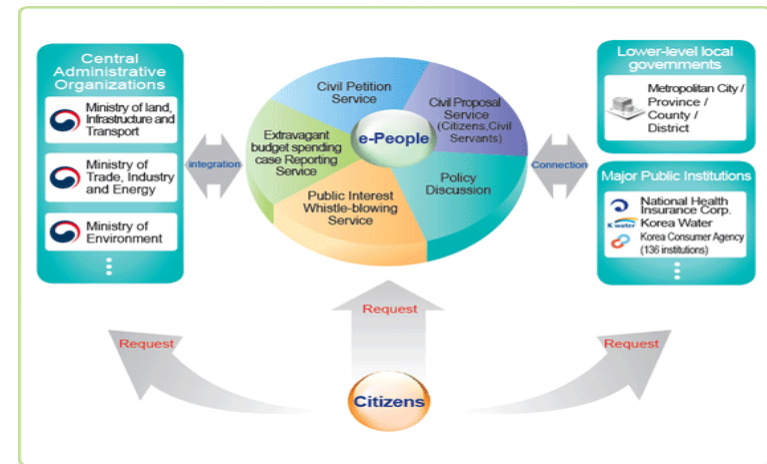 Central
Administrative
Organizations
Ministry of land,
Infrastructure and
Transport
Ministry of
Trade, Industry
and Energy
Ministry of
Environment
integration
Civil Petition
Service
Civil Proposal
Service
(Citizens,Civil
Servants)
Extravagant
budget spending
case Reporting
Service
e-People
Policy
Discussion
Public Interest
Whistle-blowing
Service
Connection
Lower-level local
governments
Metropolitan City /
Province /
County /
District
Major Public Institutions
National Health
Insurance Corp.
K water
Korea Water
Korea Consumer Agency
(136 institutions)
Request
Request
Request
Citizens